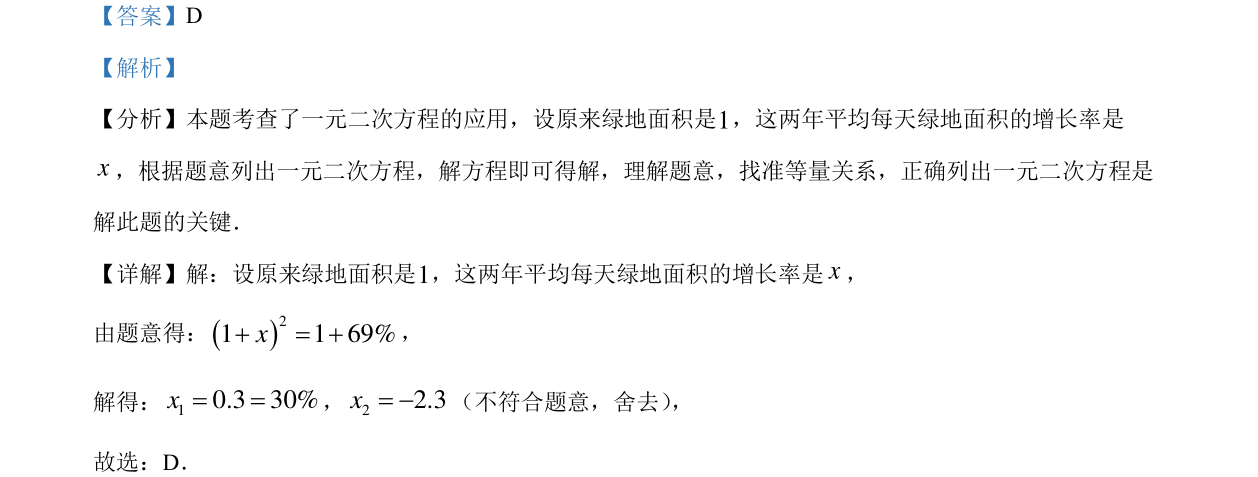 【答案】D
【解析】
【分析】本题考查了一元二次方程的应用，设原来绿地面积是1，这两年平均每天绿地面积的增长率是
x，根据题意列出一元二次方程，解方程即可得解，理解题意，找准等量关系，正确列出一元二次方程是
解此题的关键．
【详解】解：设原来绿地面积是1，这两年平均每天绿地面积的增长率是x，
由题意得：(1+x)²=1+69%，
解得：x₁=0.3=30%，x₂=−2.3（不符合题意，舍去），
故选：D．